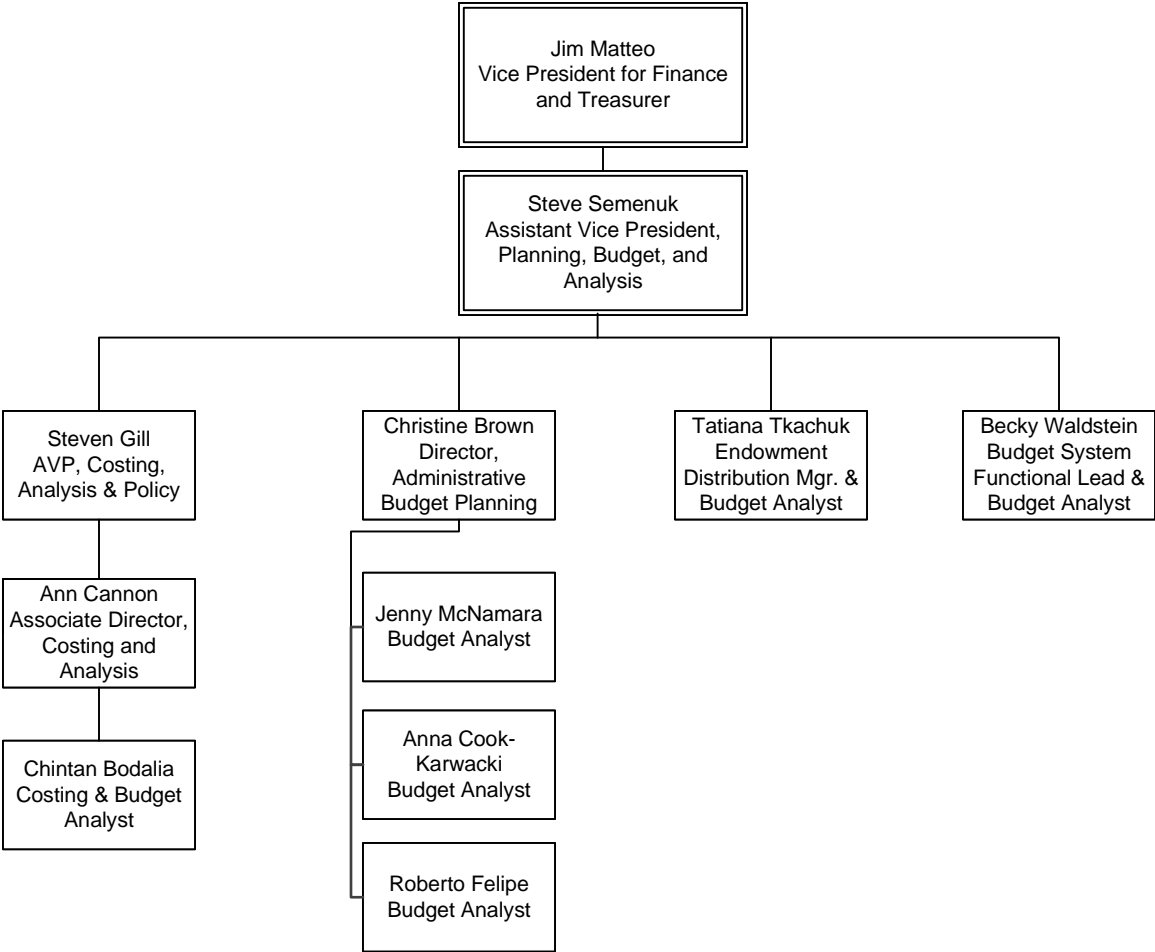 Jim Matteo
Vice President for Finance
and Treasurer
Steve Semenuk
Assistant Vice President,
Planning, Budget, and
Analysis
Steven Gill
AVP, Costing,
Analysis & Policy
Christine Brown
Director,
Administrative
Budget Planning
Tatiana Tkachuk
Endowment
Distribution Mgr. &
Budget Analyst
Becky Waldstein
Budget System
Functional Lead &
Budget Analyst
Ann Cannon
Associate Director,
Costing and
Analysis
Chintan Bodalia
Costing & Budget
Analyst
Jenny McNamara
Budget Analyst
Anna Cook-
Karwacki
Budget Analyst
Roberto Felipe
Budget Analyst